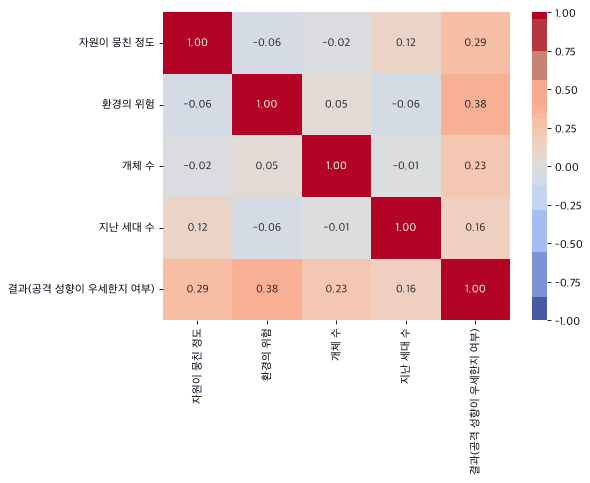 자원이 뭉친 정도 1.00 -0.06 -0.02 0.12 0.29
환경의 위험 -0.06 1.00 0.05 -0.06 0.38
개체 수 -0.02 0.05 1.00 -0.01 0.23
지난 세대 수 0.12 -0.06 -0.01 1.00 0.16
결과(공격 성향이 우세한지 여부) 0.29 0.38 0.23 0.16 1.00
자원이 뭉친 정도
환경의 위험
개체 수
지난 세대 수
결과(공격 성향이 우세한지 여부)
1.00
0.75
0.50
0.25
0.00
-0.25
-0.50
-0.75
-1.00